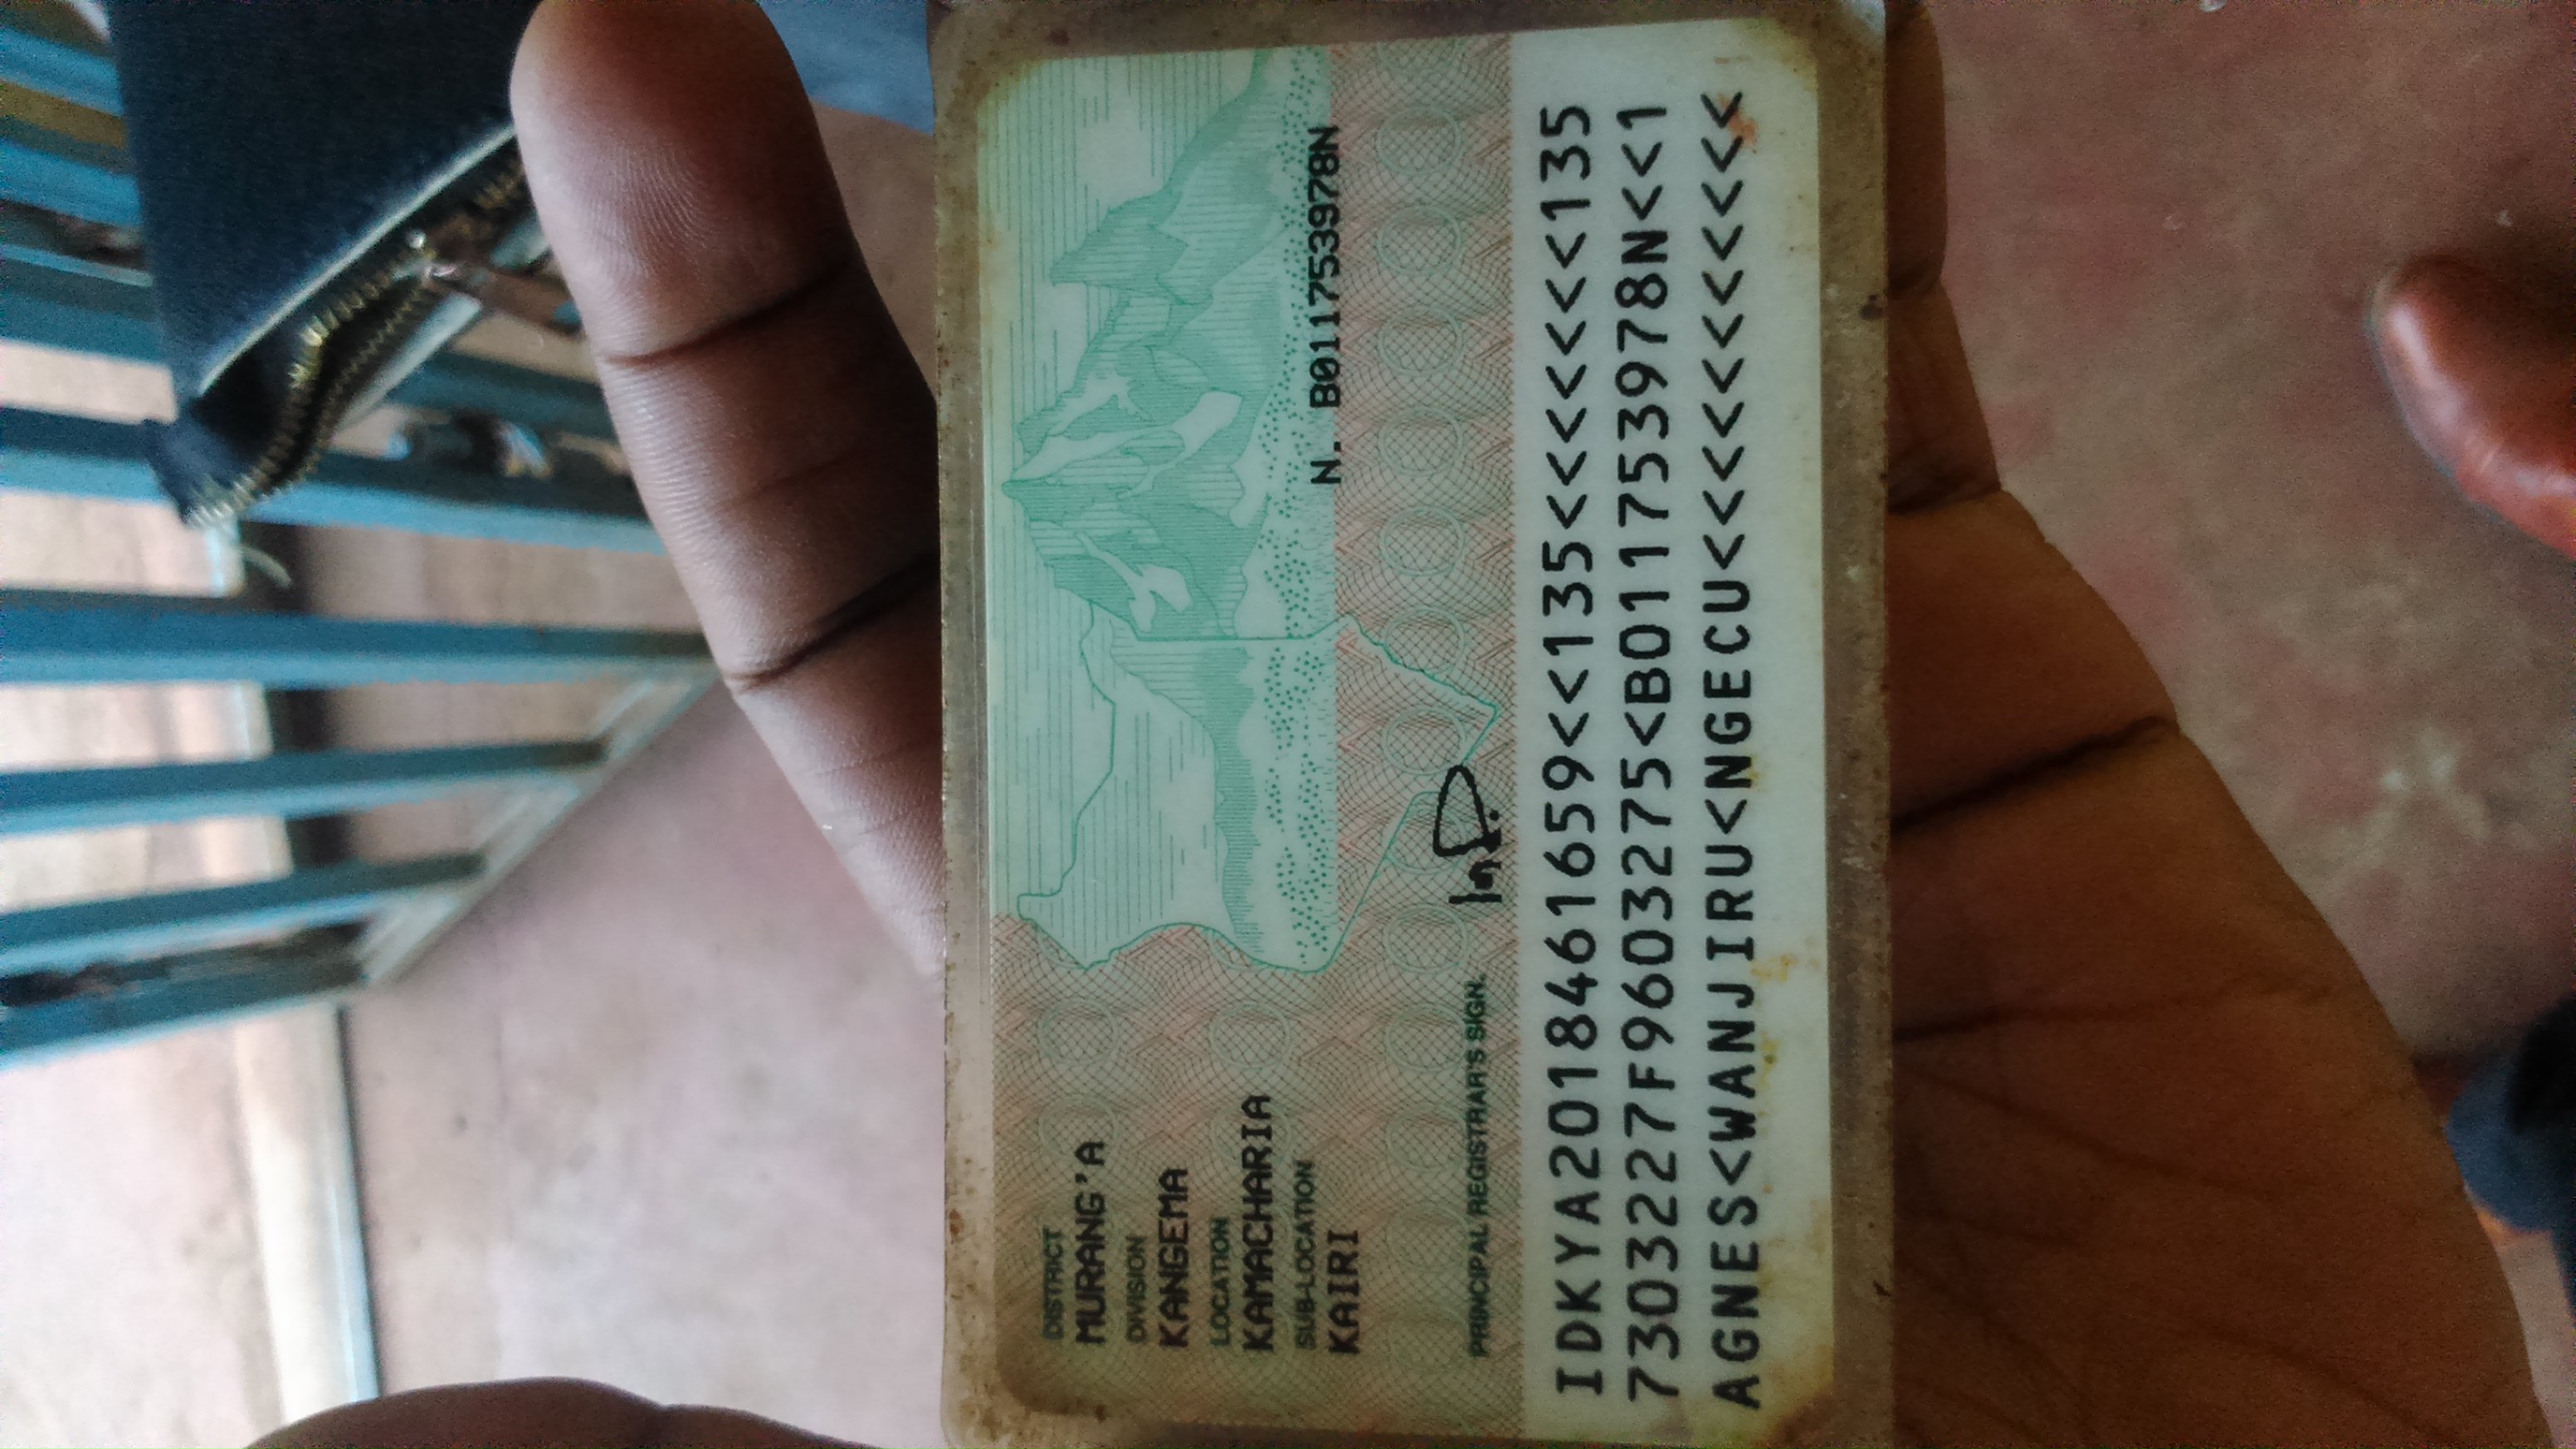 DISTRICT
MURANG'A
DIVISION
KANGEMA
LOCATION
KAMACHARIA
SUB-LOCATION
KAIRI
N. B011753978N
PRINCIPAL REGISTRAR'S SIGN.
IDKYA2018461659<<135<<<<<<<135
7303227F9603275<B011753978N<<1
AGNES<WANJIRU<NGECU<<<<<<<<<<<